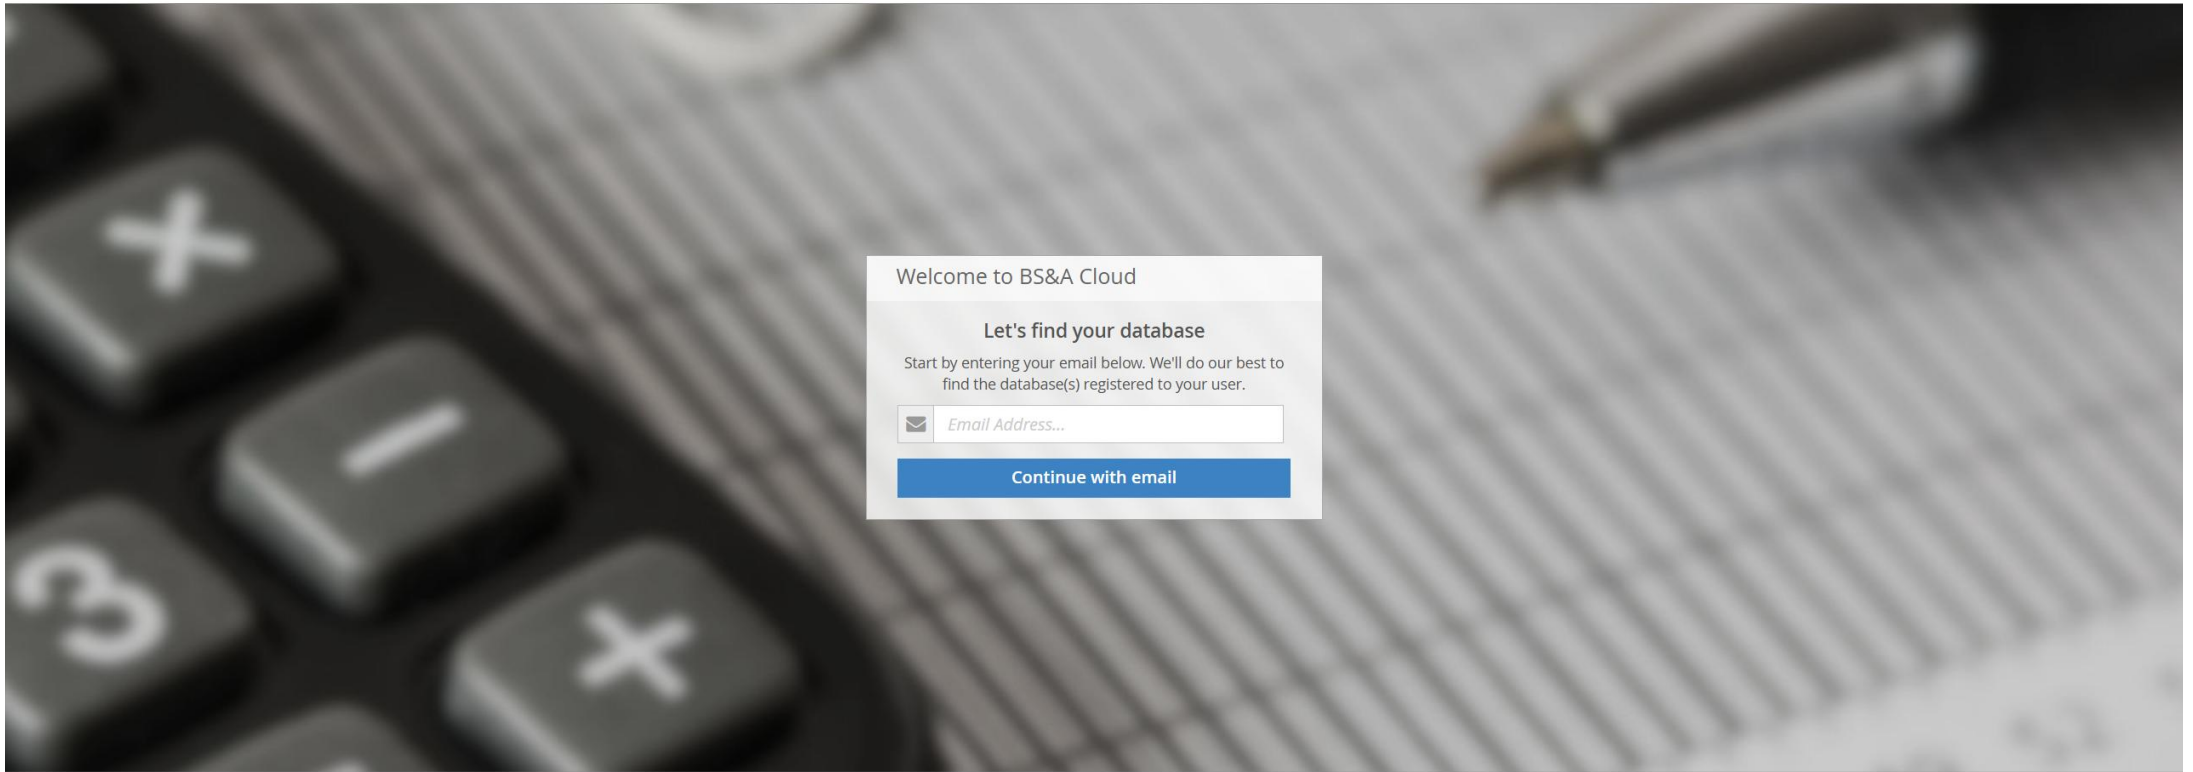 Welcome to BS&A Cloud
Let's find your database
Start by entering your email below. We'll do our best to
find the database(s) registered to your user.
Email Address...
Continue with email
×
−
3
+